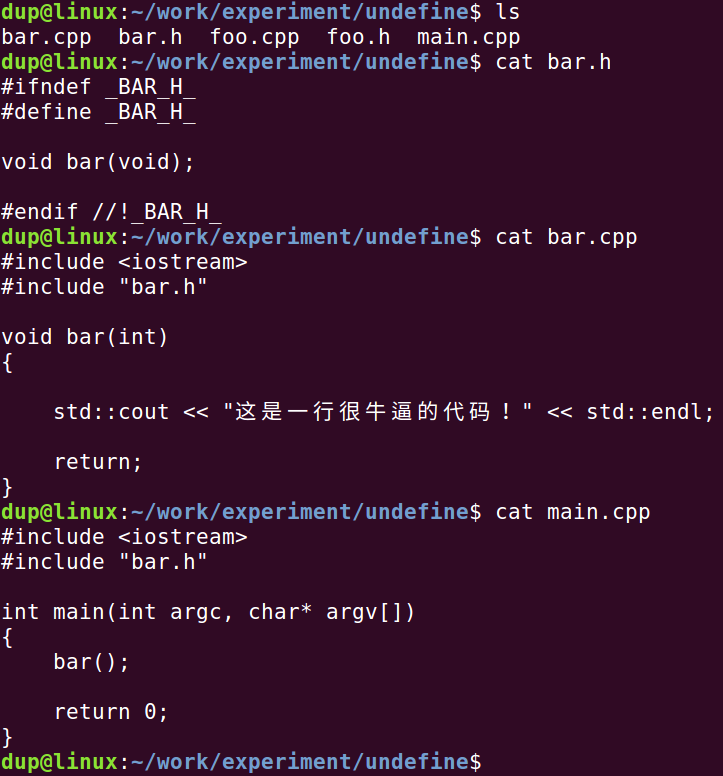 dup@linux:~/work/experiment/undefine$ ls
bar.cpp  bar.h  foo.cpp  foo.h  main.cpp
dup@linux:~/work/experiment/undefine$ cat bar.h
#ifndef _BAR_H_
#define _BAR_H_
void bar(void);
#endif //!_BAR_H_
dup@linux:~/work/experiment/undefine$ cat bar.cpp
#include <iostream>
#include "bar.h"
void bar(int)
{
    std::cout << "这是一行很牛逼的代码！" << std::endl;
    return;
}
dup@linux:~/work/experiment/undefine$ cat main.cpp
#include <iostream>
#include "bar.h"
int main(int argc, char* argv[])
{
    bar();
    return 0;
}
dup@linux:~/work/experiment/undefine$